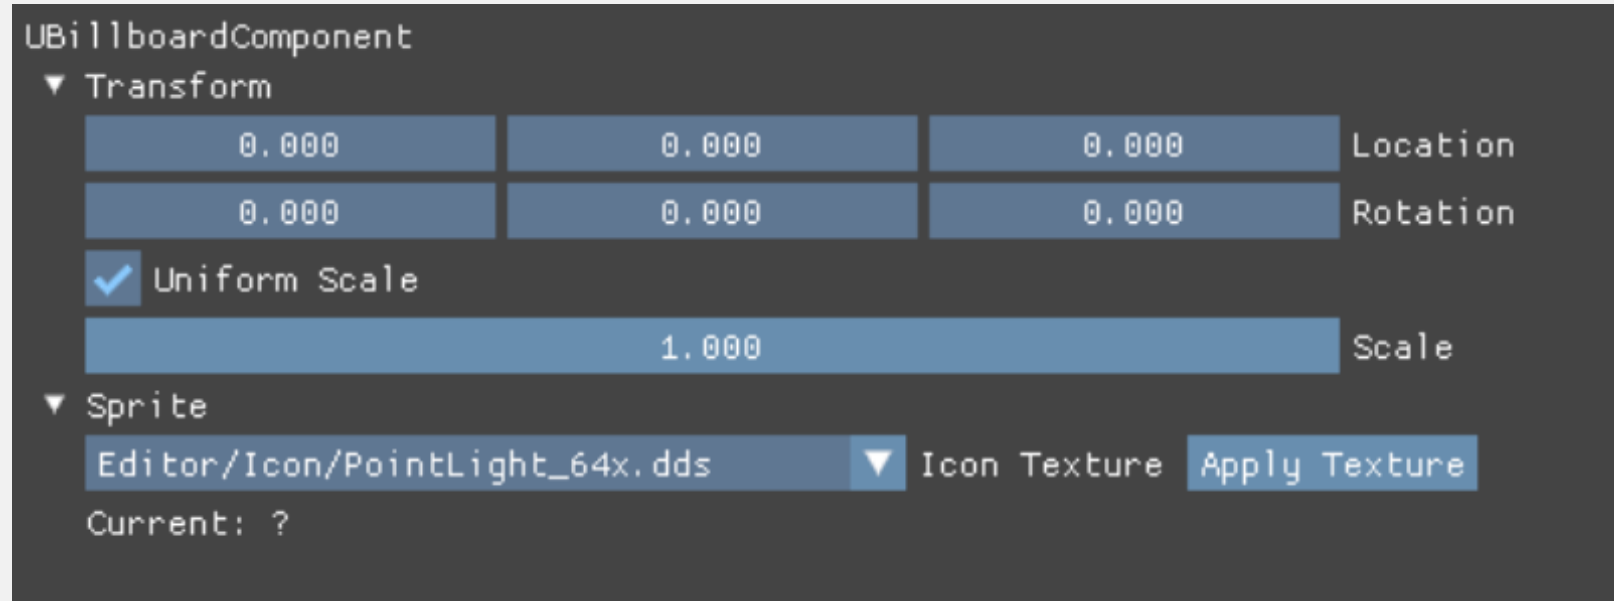 UBillboardComponent
Transform
0.000 0.000 0.000 Location
0.000 0.000 0.000 Rotation
Uniform Scale
1.000 Scale
Sprite
Editor/Icon/PointLight_64x.dds Icon Texture Apply Texture
Current: ?